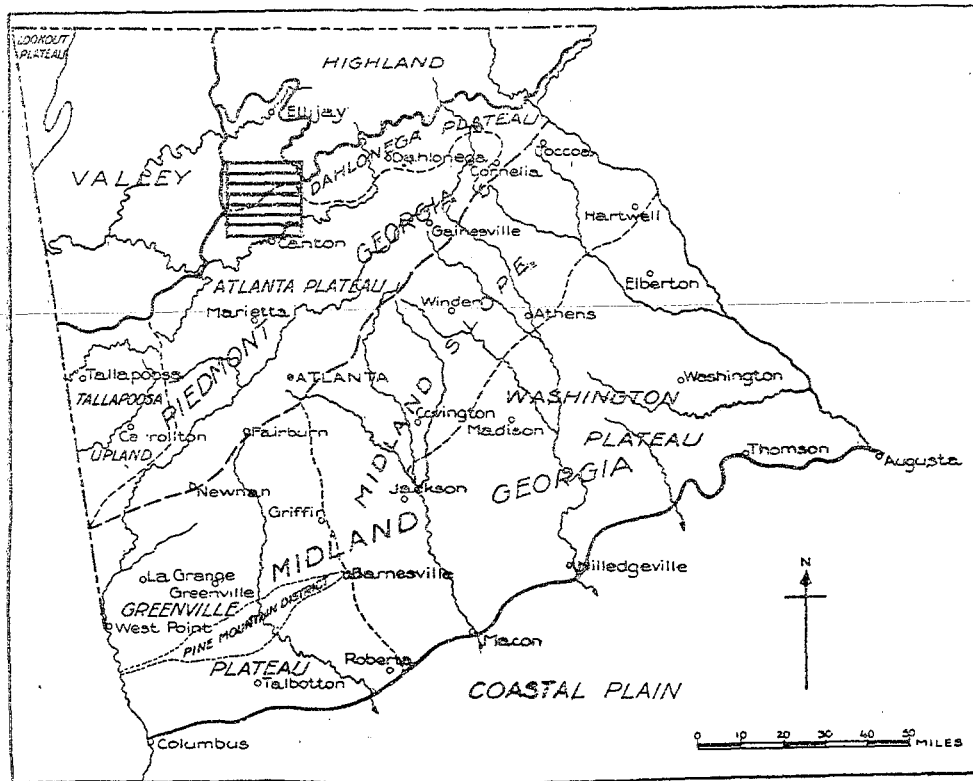 LOOKOUT
PLATEAU
HIGHLAND
Ellijay
VALLEY
DAHLONEGA PLATEAU
Dahlonega
Toccoa
Cornelia
Hartwell
Canton
GEORGIA
Gainesville
Elberton
ATLANTA PLATEAU
Marietta
Winder
Athens
SLOPE
Tallapoosa
TALLAPOOSA
PIEDMONT
ATLANTA
Washington
WASHINGTON
Carrollton
UPLAND
Fairburn
MIDLAND
Covington
Madison
PLATEAU
Thomson
Augusta
Newnan
Jackson
GEORGIA
Griffin
MIDLAND
N
La Grange
Greenville
Barnesville
Milledgeville
GREENVILLE
West Point
PINE MOUNTAIN DISTRICT
Macon
PLATEAU
Roberta
Talbotton
COASTAL PLAIN
Columbus
0 10 20 30 40 50
MILES